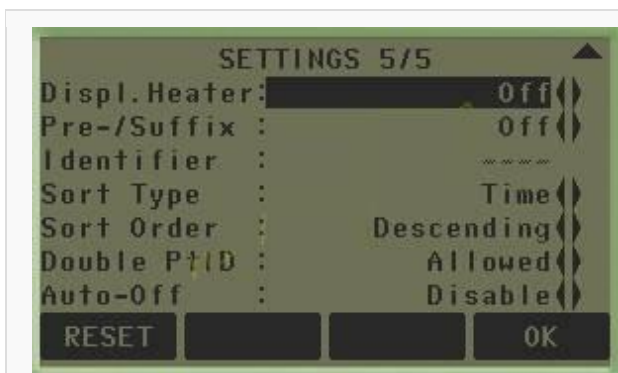 SETTINGS 5/5
Displ.Heater: Off
Pre-/Suffix : Off
Identifier : ----
Sort Type : Time
Sort Order : Descending
Double PtID : Allowed
Auto-Off : Disable
RESET OK